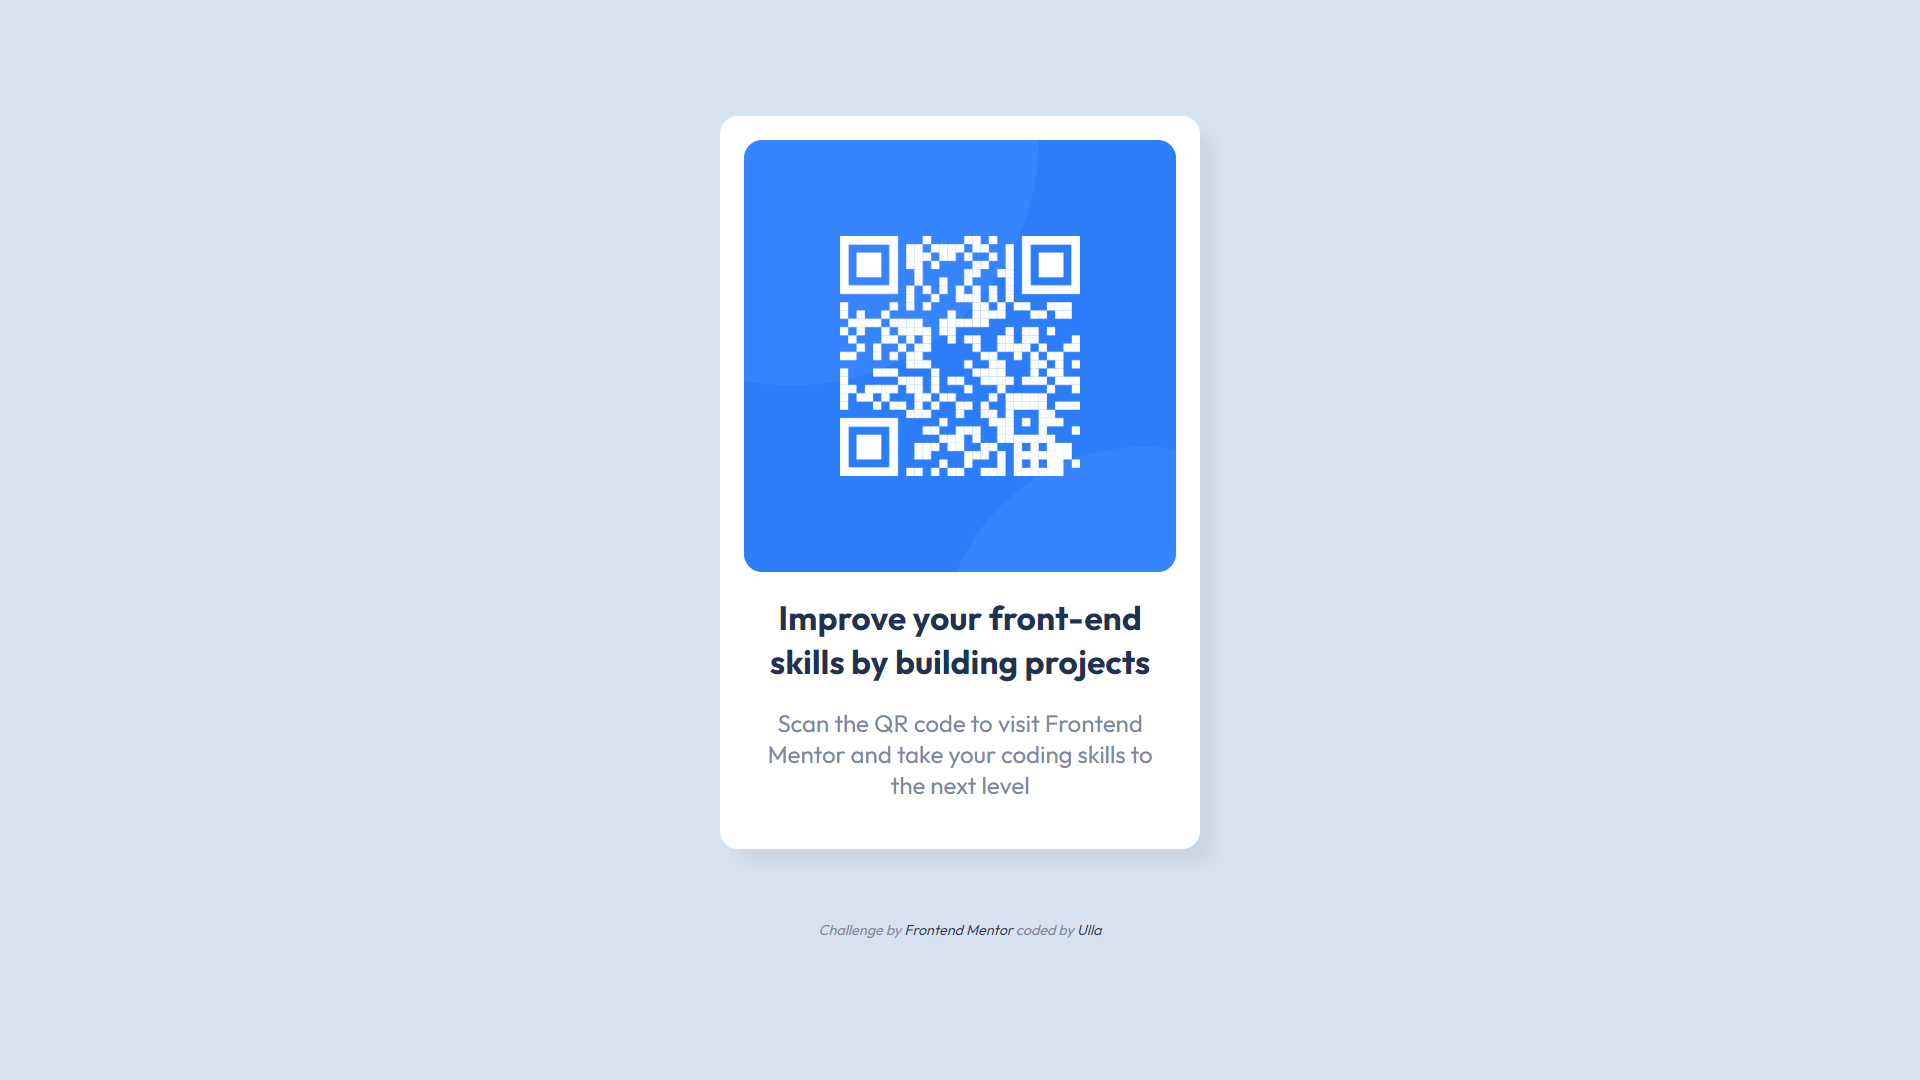 Improve your front-end
skills by building projects
Scan the QR code to visit Frontend
Mentor and take your coding skills to
the next level
Challenge by Frontend Mentor coded by Ulla